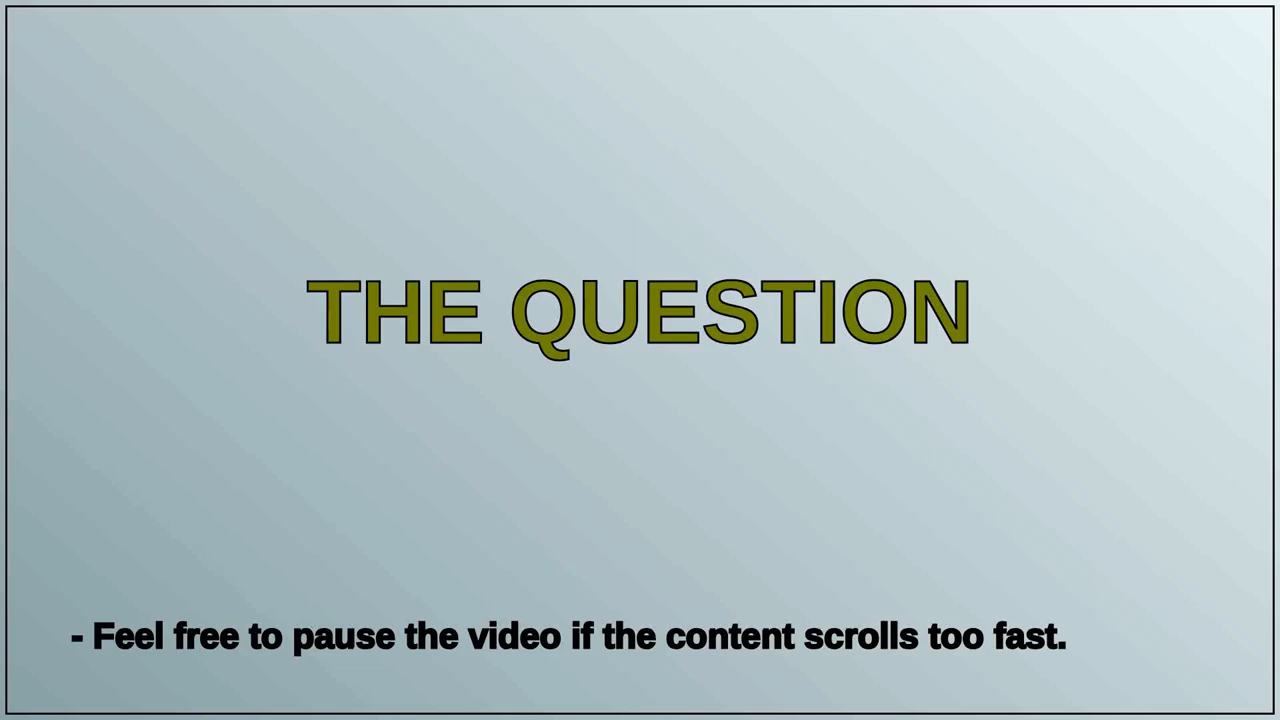 THE QUESTION
- Feel free to pause the video if the content scrolls too fast.